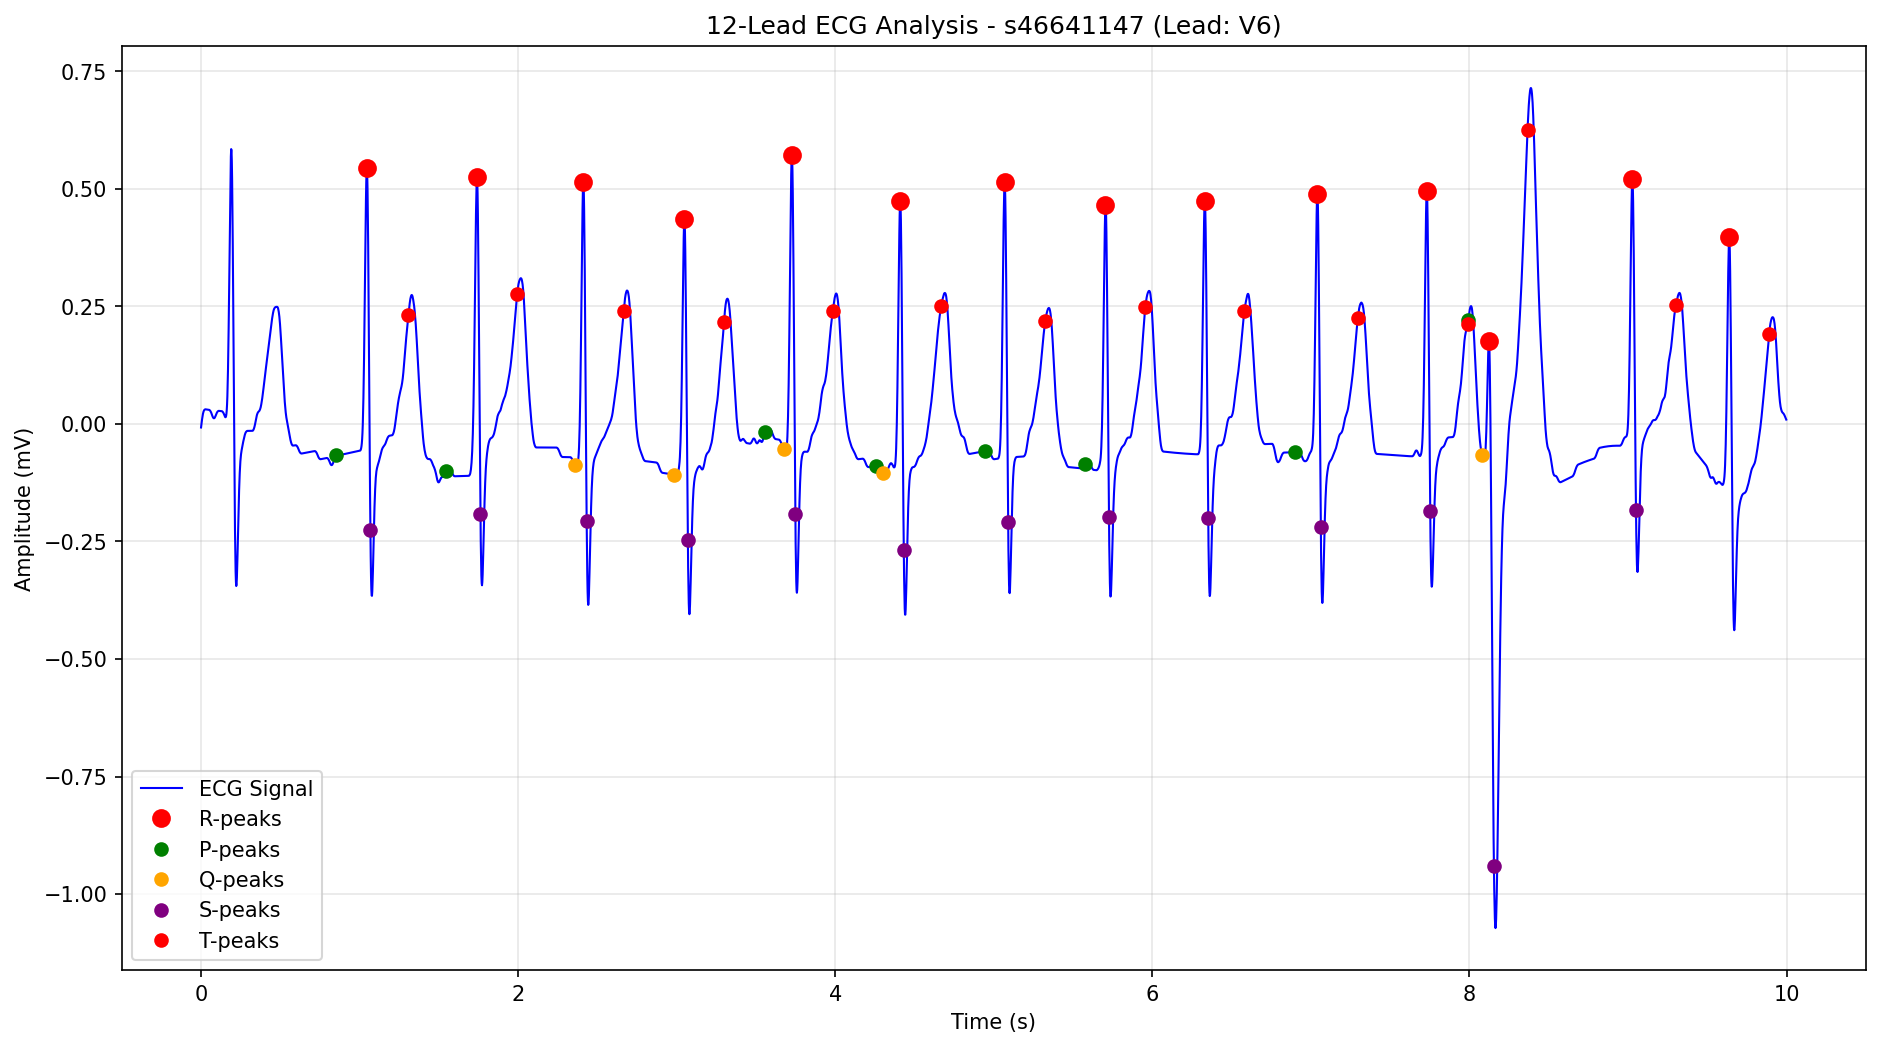 12-Lead ECG Analysis - s46641147 (Lead: V6)
Amplitude (mV)
0.75
0.50
0.25
0.00
−0.25
−0.50
−0.75
−1.00
ECG Signal
R-peaks
P-peaks
Q-peaks
S-peaks
T-peaks
0 2 4 6 8 10
Time (s)